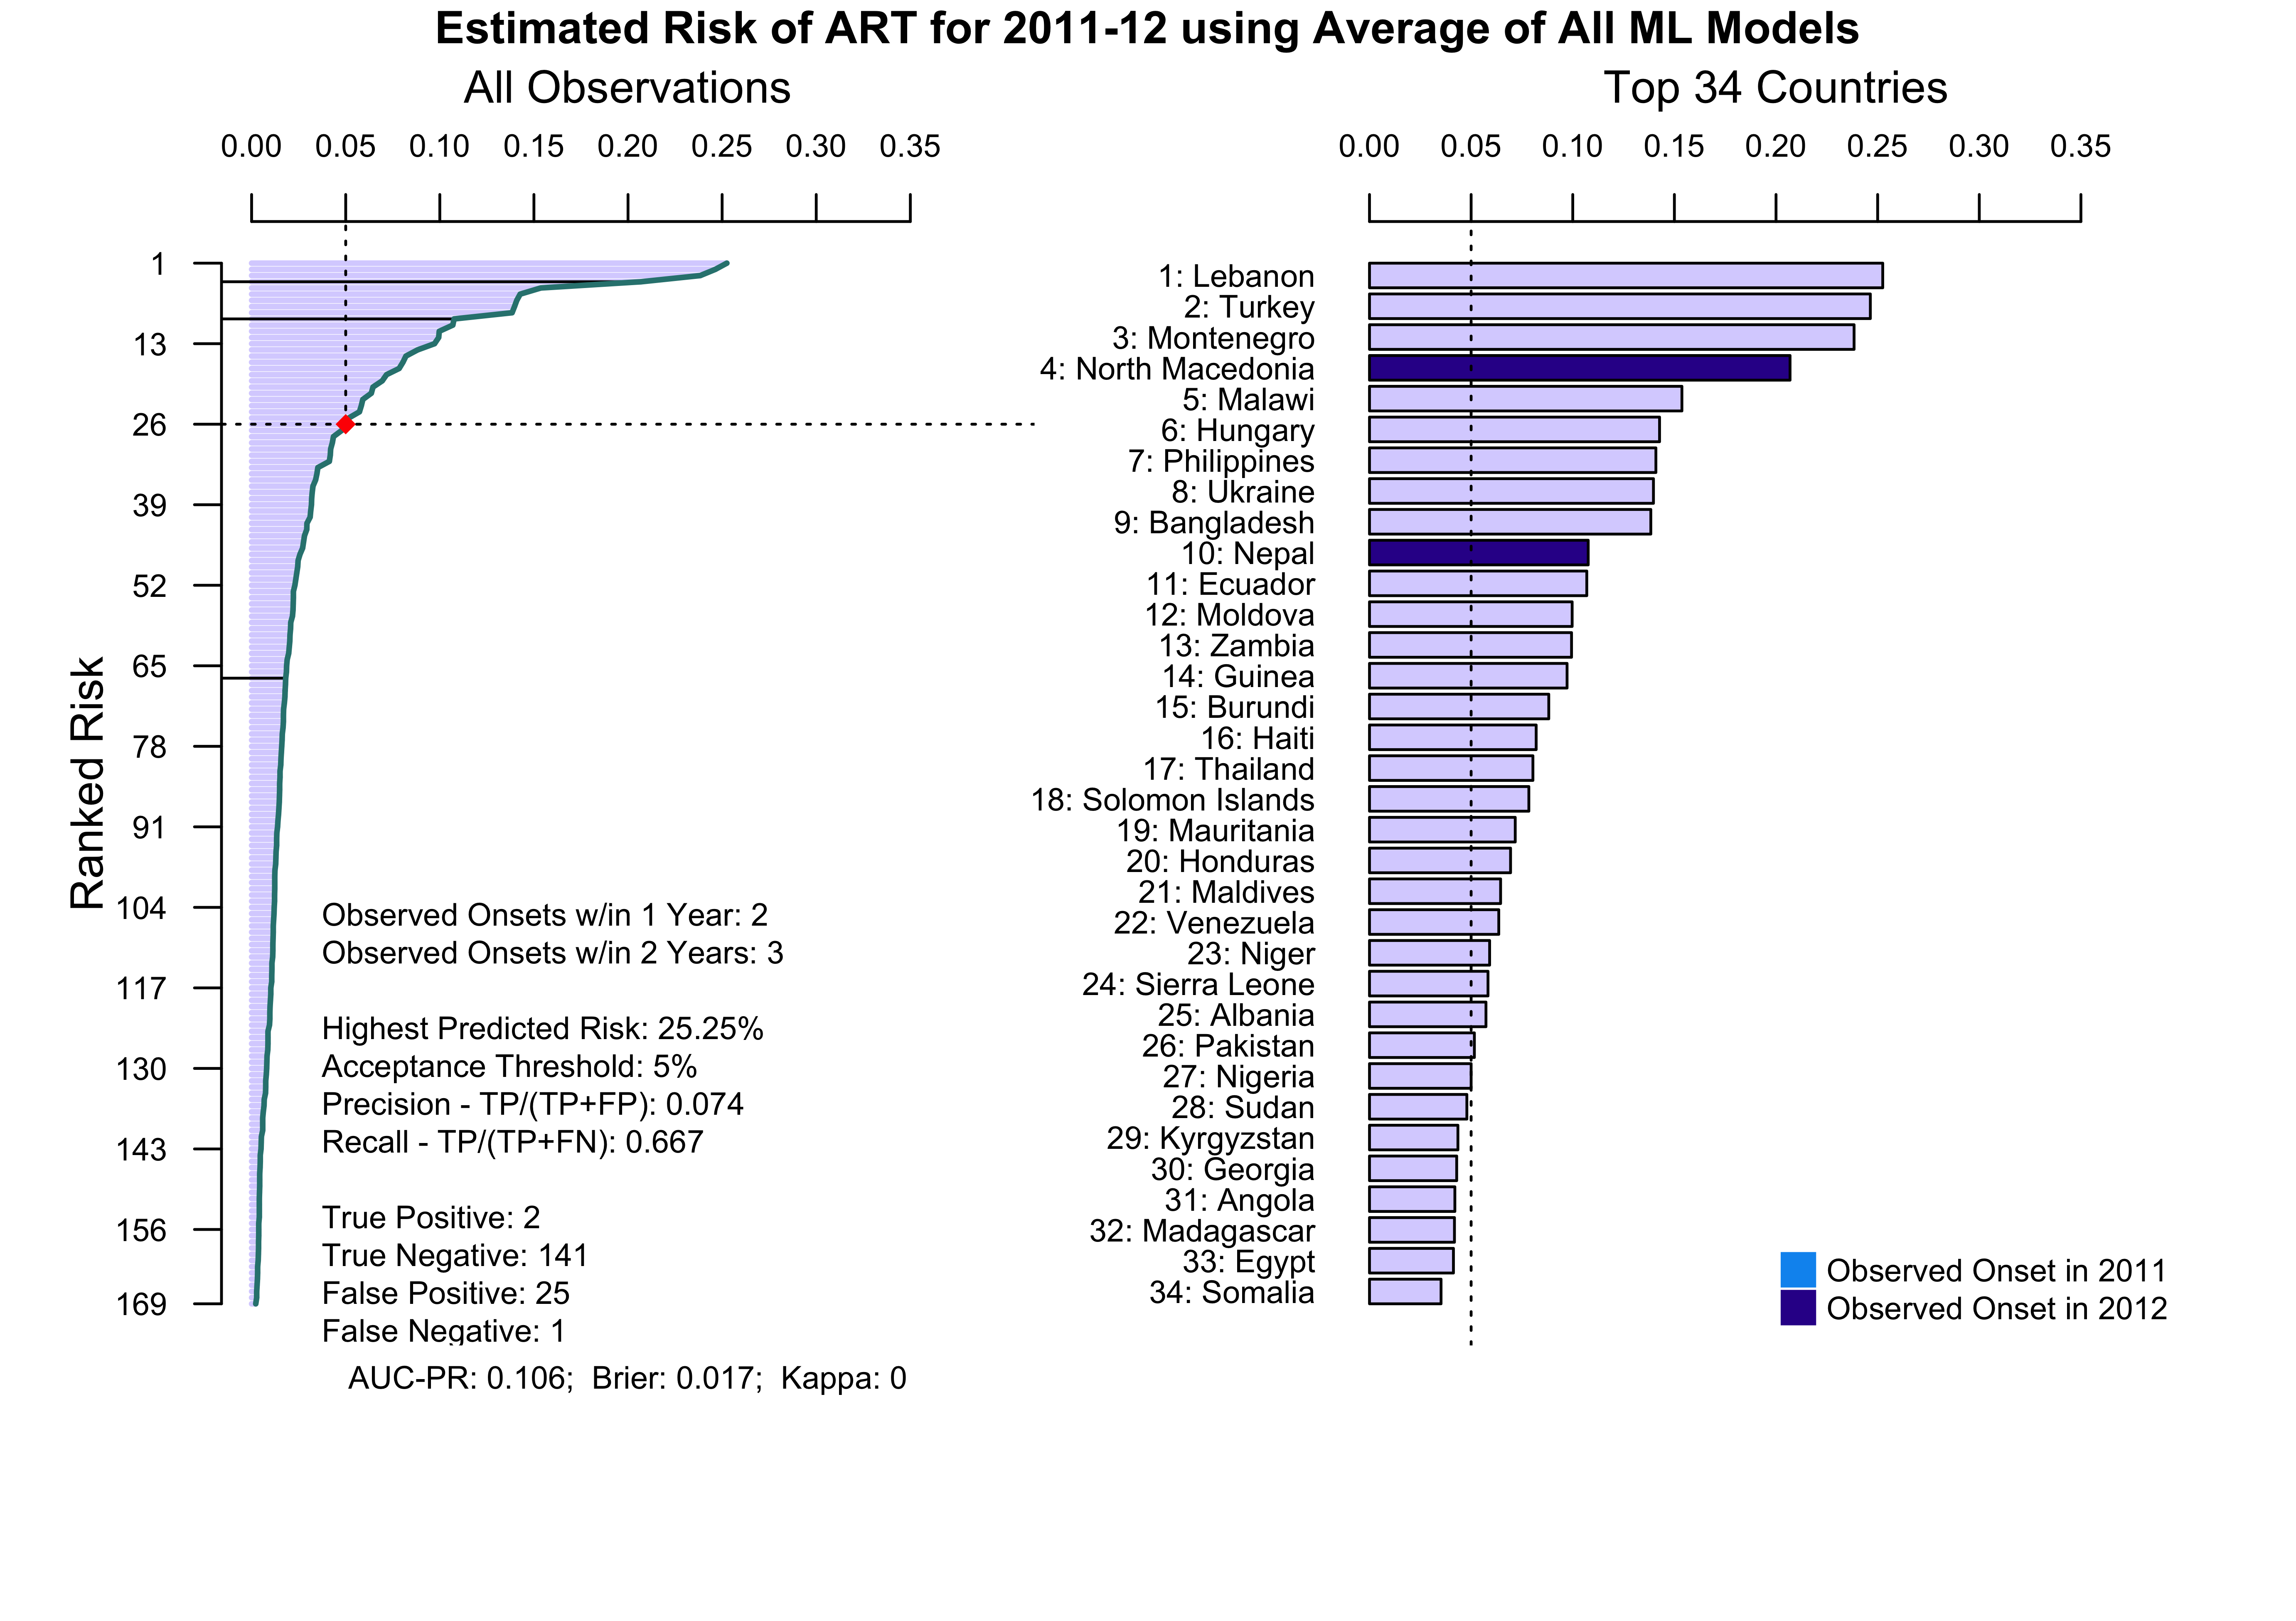 Estimated Risk of ART for 2011-12 using Average of All ML Models
All Observations
0.00 0.05 0.10 0.15 0.20 0.25 0.30 0.35
Ranked Risk
1
13
26
39
52
65
78
91
104
117
130
143
156
169
Observed Onsets w/in 1 Year: 2
Observed Onsets w/in 2 Years: 3
Highest Predicted Risk: 25.25%
Acceptance Threshold: 5%
Precision - TP/(TP+FP): 0.074
Recall - TP/(TP+FN): 0.667
True Positive: 2
True Negative: 141
False Positive: 25
False Negative: 1
AUC-PR: 0.106;  Brier: 0.017;  Kappa: 0
Top 34 Countries
0.00 0.05 0.10 0.15 0.20 0.25 0.30 0.35
1: Lebanon
2: Turkey
3: Montenegro
4: North Macedonia
5: Malawi
6: Hungary
7: Philippines
8: Ukraine
9: Bangladesh
10: Nepal
11: Ecuador
12: Moldova
13: Zambia
14: Guinea
15: Burundi
16: Haiti
17: Thailand
18: Solomon Islands
19: Mauritania
20: Honduras
21: Maldives
22: Venezuela
23: Niger
24: Sierra Leone
25: Albania
26: Pakistan
27: Nigeria
28: Sudan
29: Kyrgyzstan
30: Georgia
31: Angola
32: Madagascar
33: Egypt
34: Somalia
Observed Onset in 2011
Observed Onset in 2012